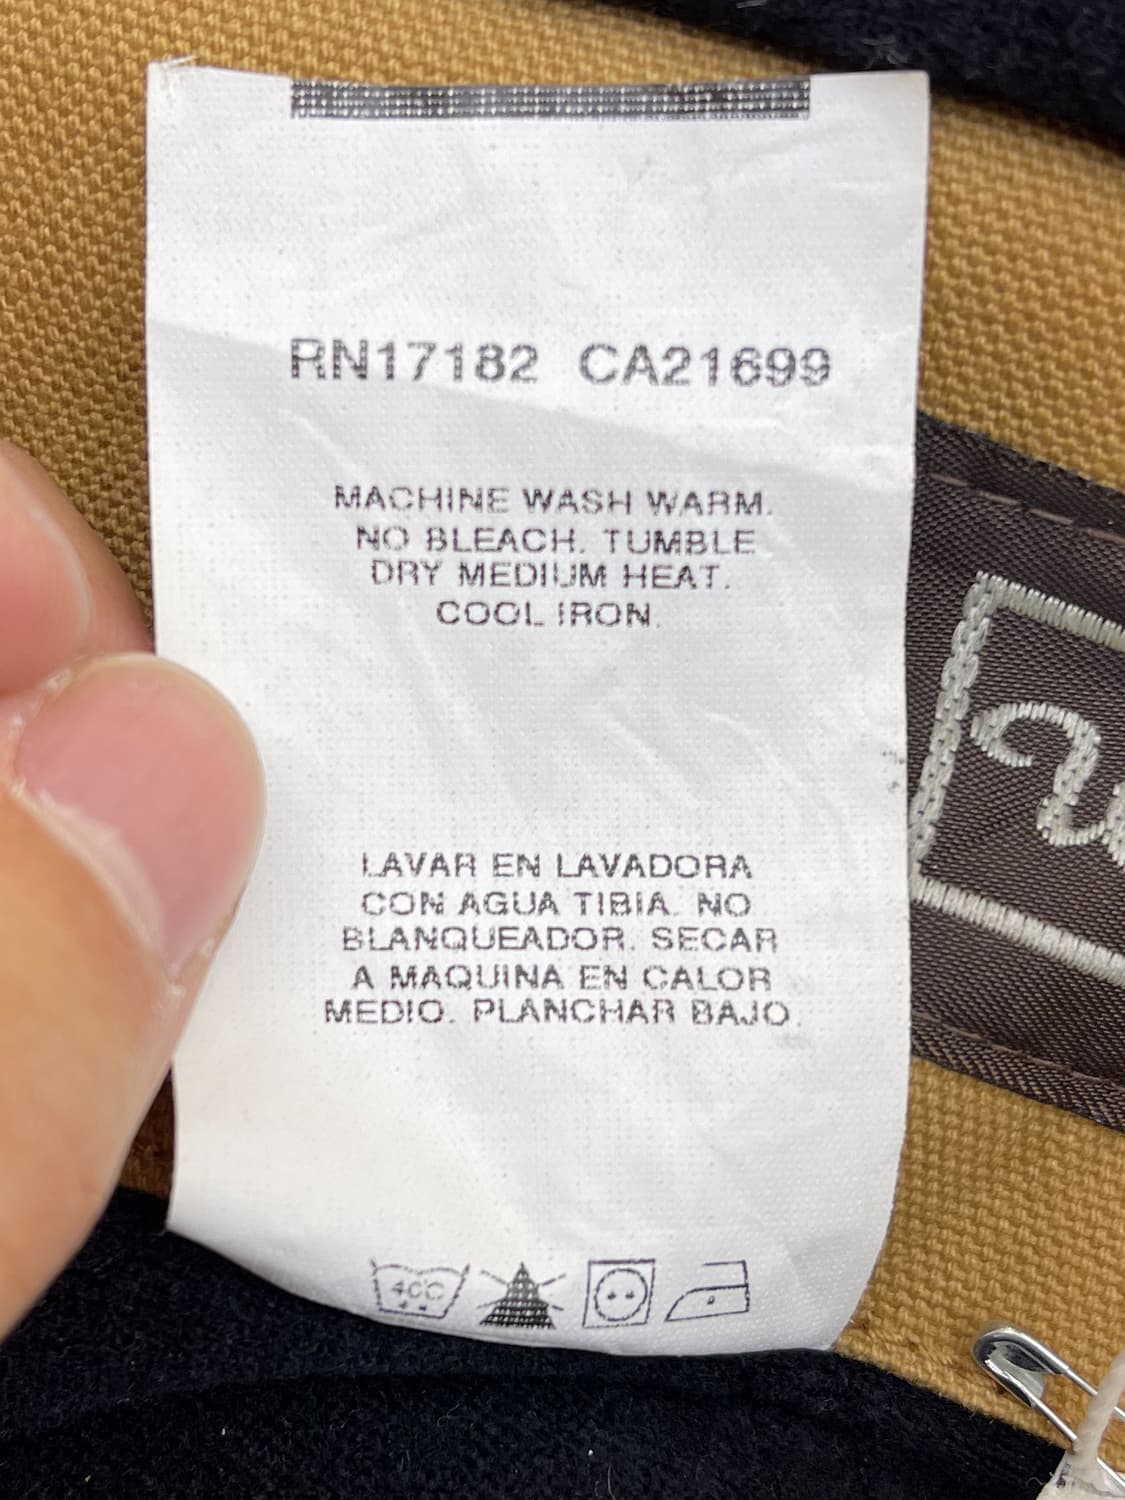 RN17182 CA21699
MACHINE WASH WARM.
NO BLEACH. TUMBLE
DRY MEDIUM HEAT.
COOL IRON.
LAVAR EN LAVADORA
CON AGUA TIBIA. NO
BLANQUEADOR. SECAR
A MAQUINA EN CALOR
MEDIO. PLANCHAR BAJO.